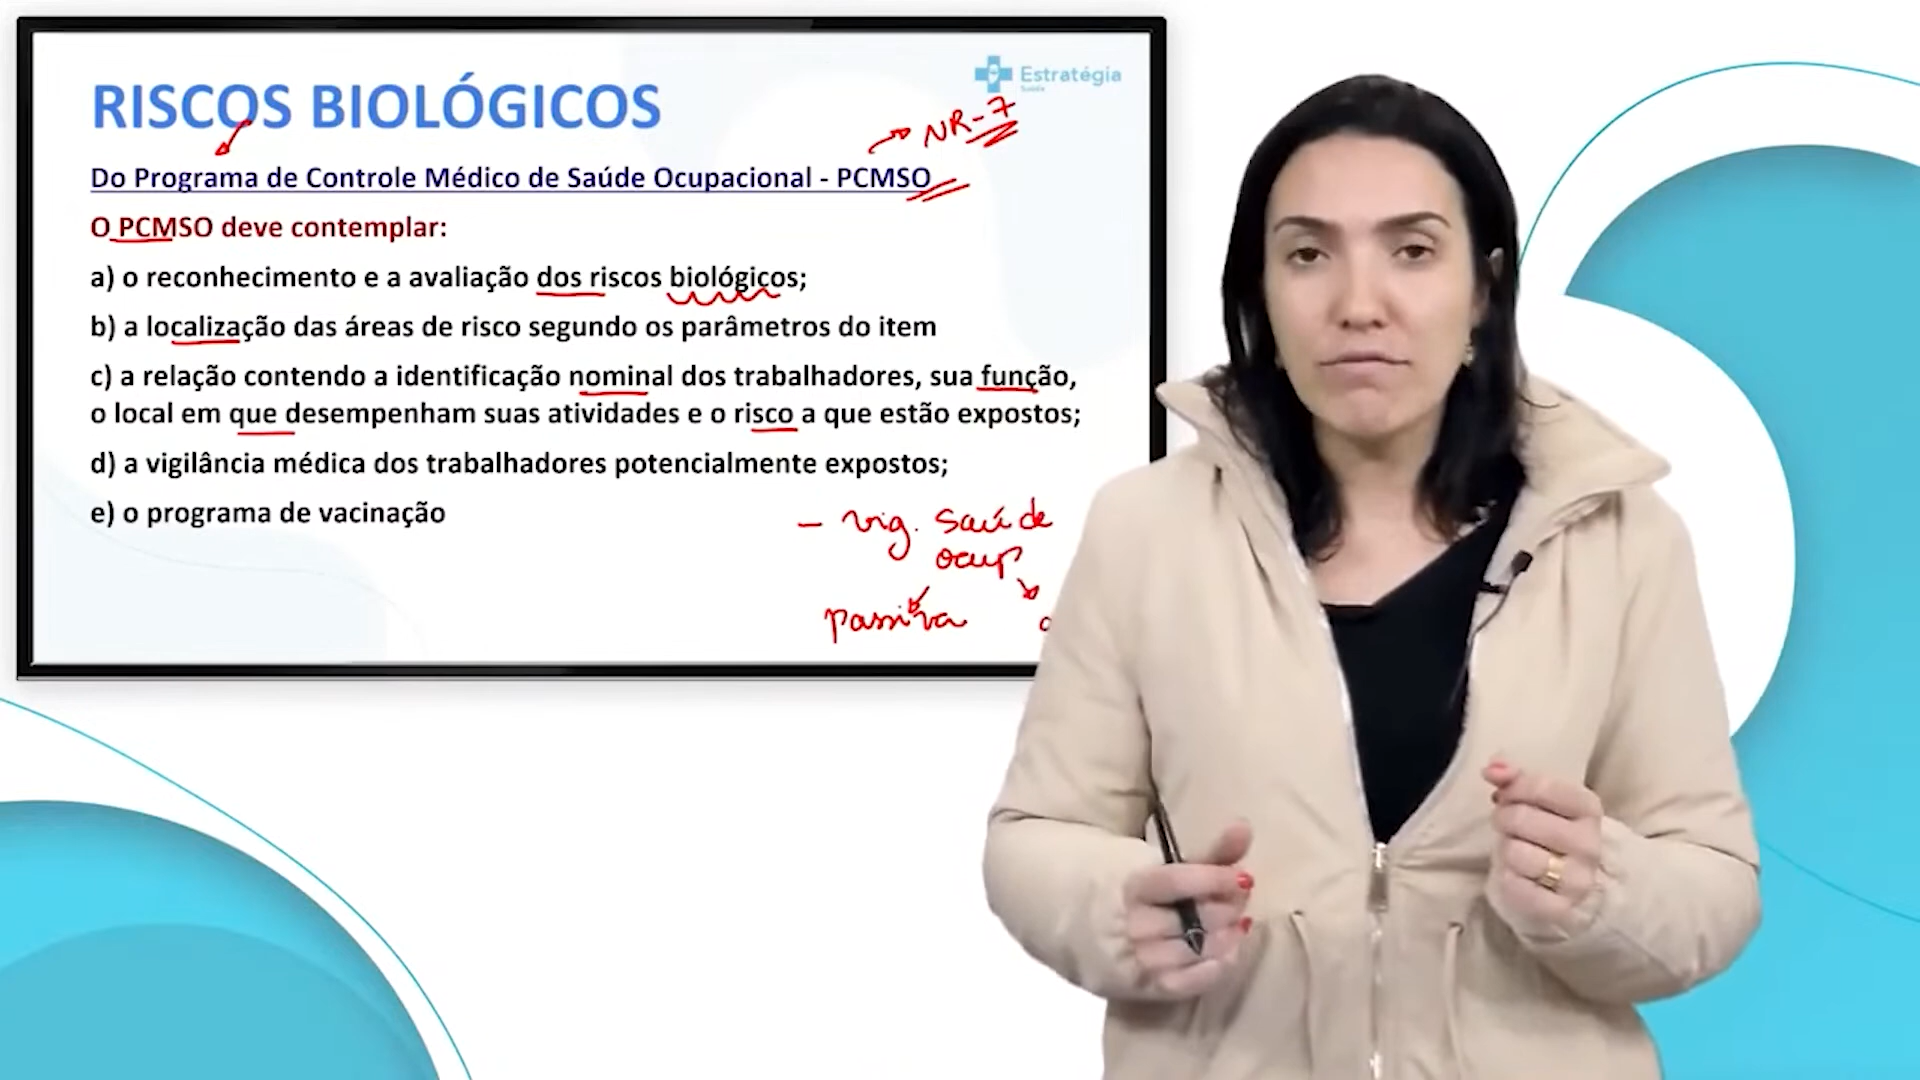 Estratégia
Saúde
RISCOS BIOLÓGICOS
NR-7
Do Programa de Controle Médico de Saúde Ocupacional - PCMSO
O PCMSO deve contemplar:
a) o reconhecimento e a avaliação dos riscos biológicos;
b) a localização das áreas de risco segundo os parâmetros do item
c) a relação contendo a identificação nominal dos trabalhadores, sua função,
o local em que desempenham suas atividades e o risco a que estão expostos;
d) a vigilância médica dos trabalhadores potencialmente expostos;
e) o programa de vacinação
- vig. saúde
ocup
passiva